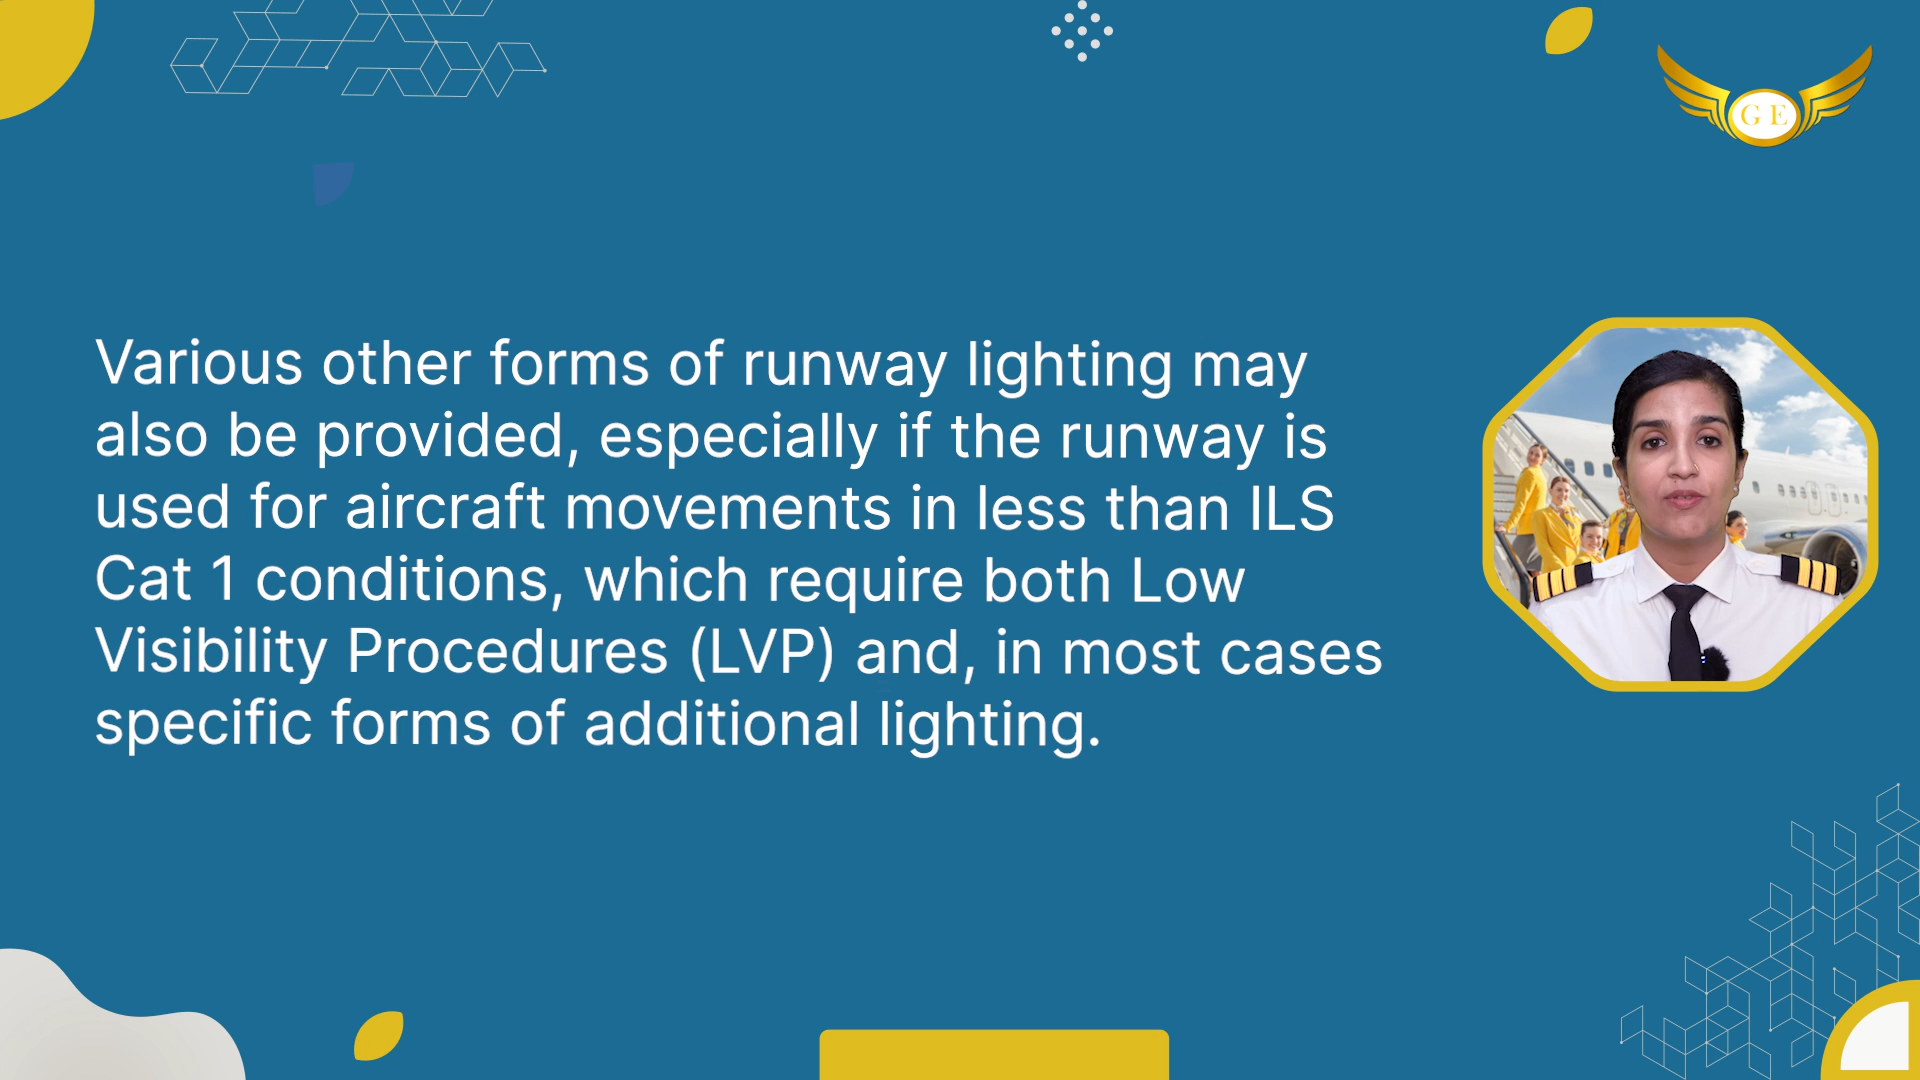 G E
Various other forms of runway lighting may
also be provided, especially if the runway is
used for aircraft movements in less than ILS
Cat 1 conditions, which require both Low
Visibility Procedures (LVP) and, in most cases
specific forms of additional lighting.